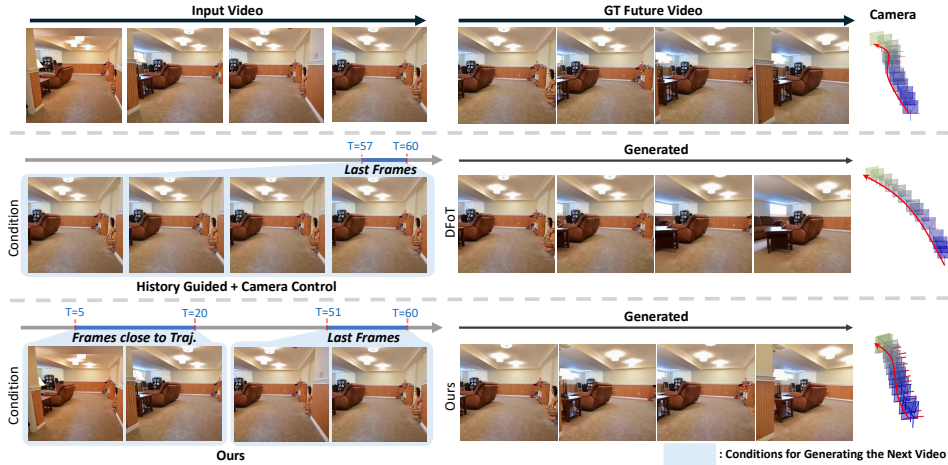 Input Video
GT Future Video
Camera
T=57
T=60
Last Frames
Generated
Condition
DFoT
History Guided + Camera Control
T=5
T=20
T=51
T=60
Frames close to Traj.
Last Frames
Generated
Condition
Ours
Ours
: Conditions for Generating the Next Video